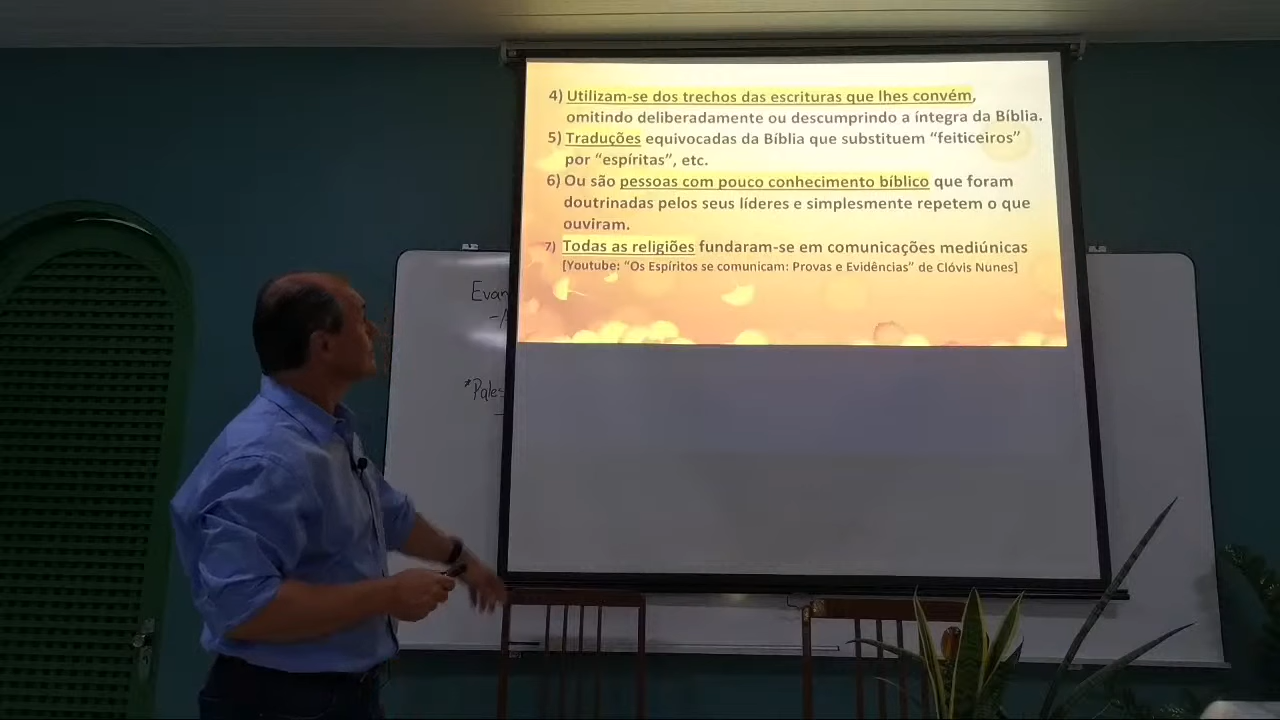 4) Utilizam-se dos trechos das escrituras que lhes convém,
omitindo deliberadamente ou descumprindo a íntegra da Bíblia.
5) Traduções equivocadas da Bíblia que substituem “feiticeiros”
por “espíritas”, etc.
6) Ou são pessoas com pouco conhecimento bíblico que foram
doutrinadas pelos seus líderes e simplesmente repetem o que
ouviram.
7) Todas as religiões fundaram-se em comunicações mediúnicas
[Youtube: “Os Espíritos se comunicam: Provas e Evidências” de Clóvis Nunes]
Evan
-A
*Pales